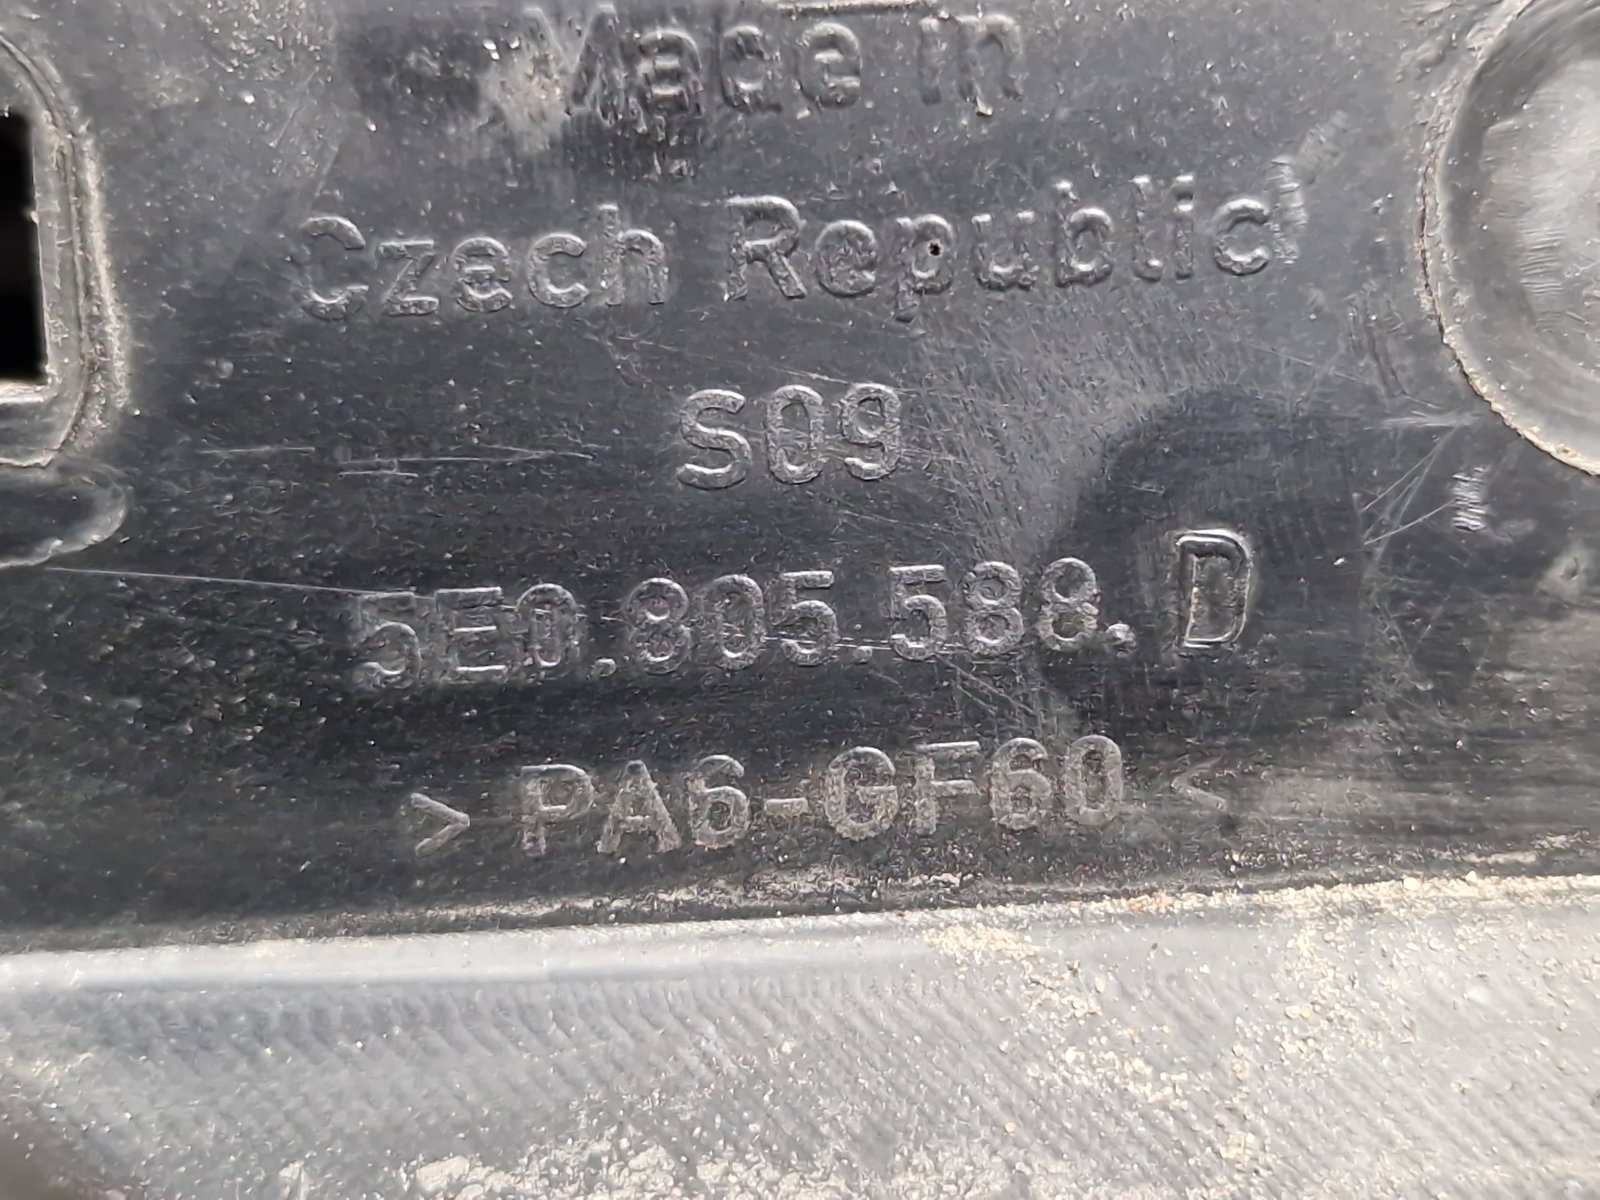 Made in
Czech Republic
S09
5E0.805.588.D
> PA6-GF60 <